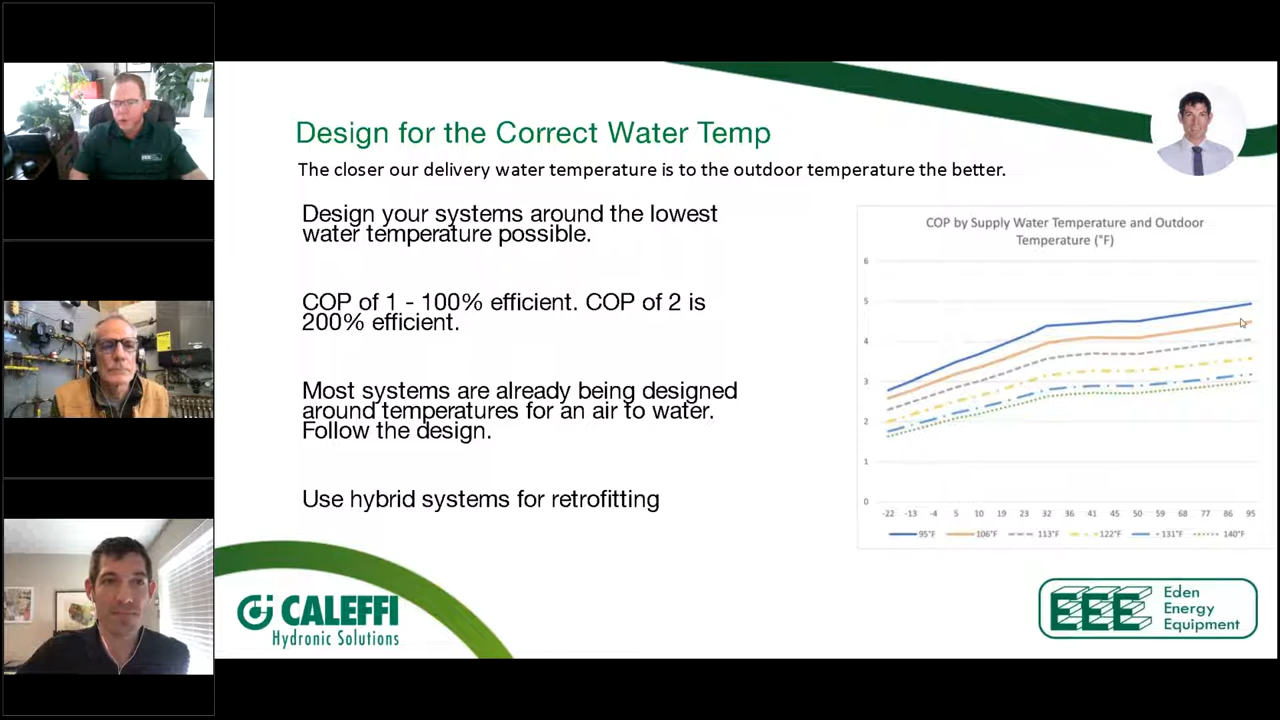 Design for the Correct Water Temp
The closer our delivery water temperature is to the outdoor temperature the better.
Design your systems around the lowest
water temperature possible.
COP of 1 - 100% efficient. COP of 2 is
200% efficient.
Most systems are already being designed
around temperatures for an air to water.
Follow the design.
Use hybrid systems for retrofitting
COP by Supply Water Temperature and Outdoor
Temperature (°F)
6
5
4
3
2
1
0
-22 -13 -4 5 10 19 23 32 36 41 45 50 59 68 77 86 95
95°F 106°F 113°F 122°F 131°F 140°F
CALEFFI
Hydronic Solutions
EEE
Eden
Energy
Equipment